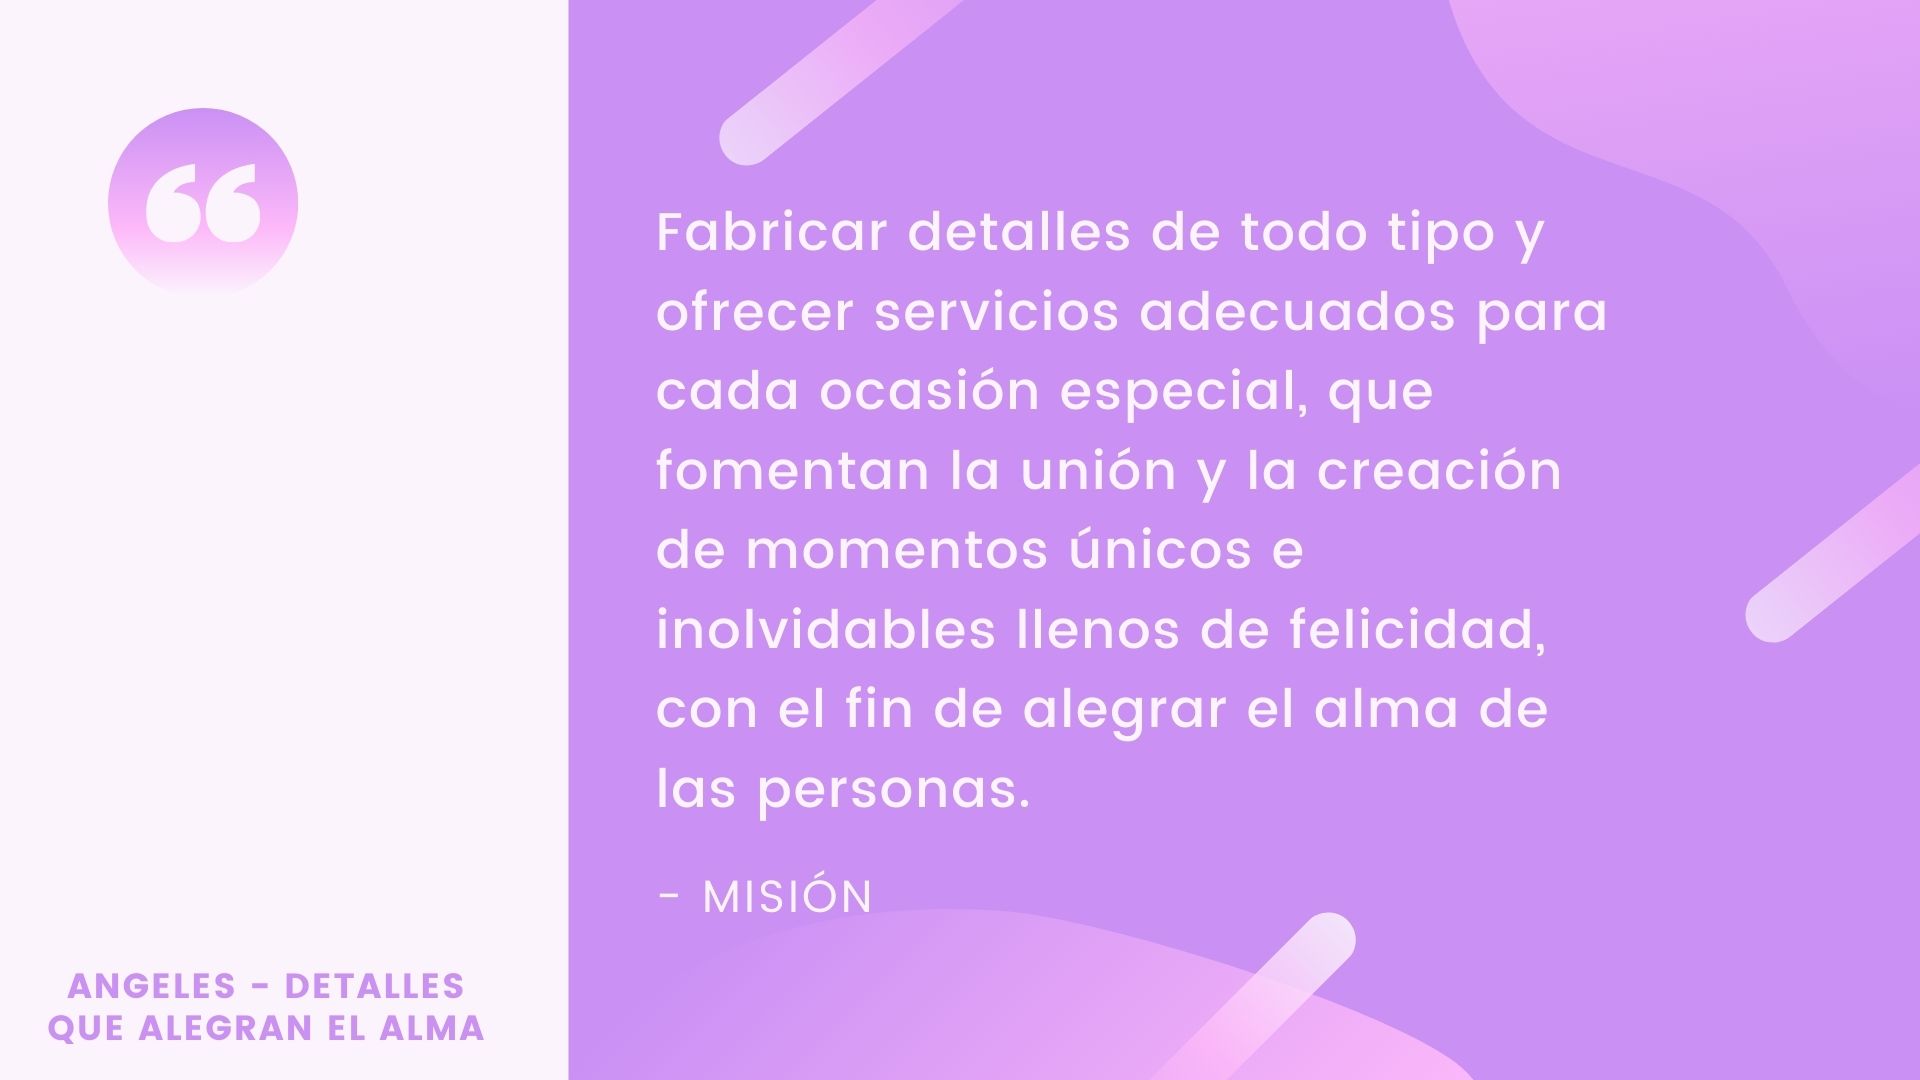 Fabricar detalles de todo tipo y
ofrecer servicios adecuados para
cada ocasión especial, que
fomentan la unión y la creación
de momentos únicos e
inolvidables llenos de felicidad,
con el fin de alegrar el alma de
las personas.
- MISIÓN
ANGELES - DETALLES
QUE ALEGRAN EL ALMA